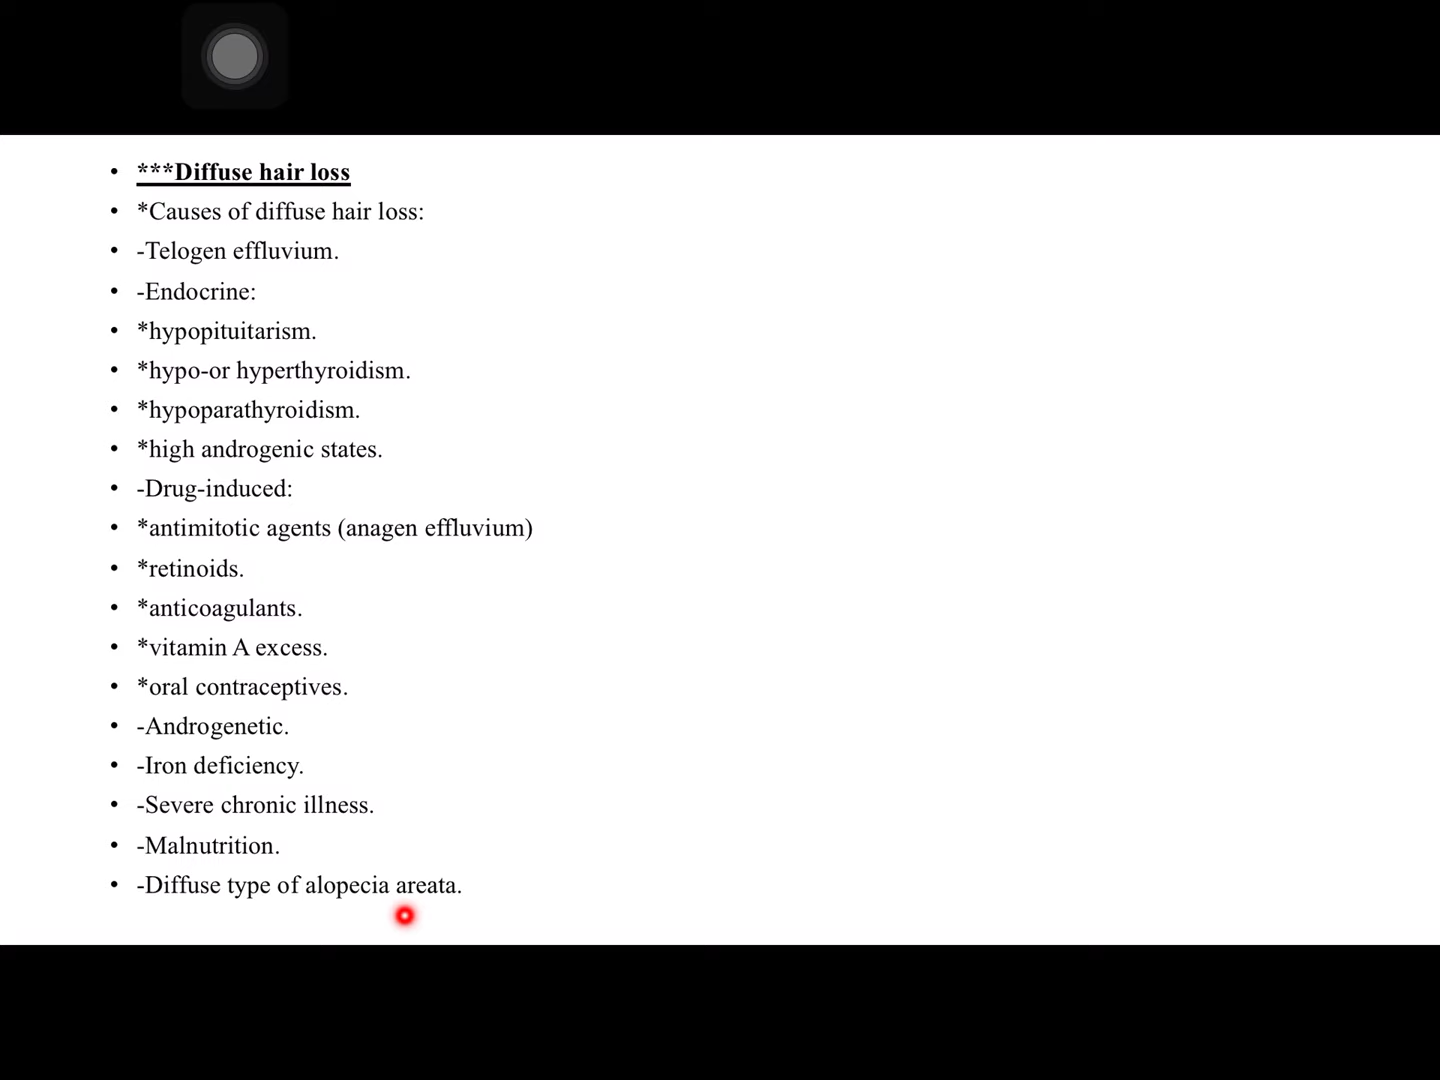 • ***Diffuse hair loss
• *Causes of diffuse hair loss:
• -Telogen effluvium.
• -Endocrine:
• *hypopituitarism.
• *hypo-or hyperthyroidism.
• *hypoparathyroidism.
• *high androgenic states.
• -Drug-induced:
• *antimitotic agents (anagen effluvium)
• *retinoids.
• *anticoagulants.
• *vitamin A excess.
• *oral contraceptives.
• -Androgenetic.
• -Iron deficiency.
• -Severe chronic illness.
• -Malnutrition.
• -Diffuse type of alopecia areata.